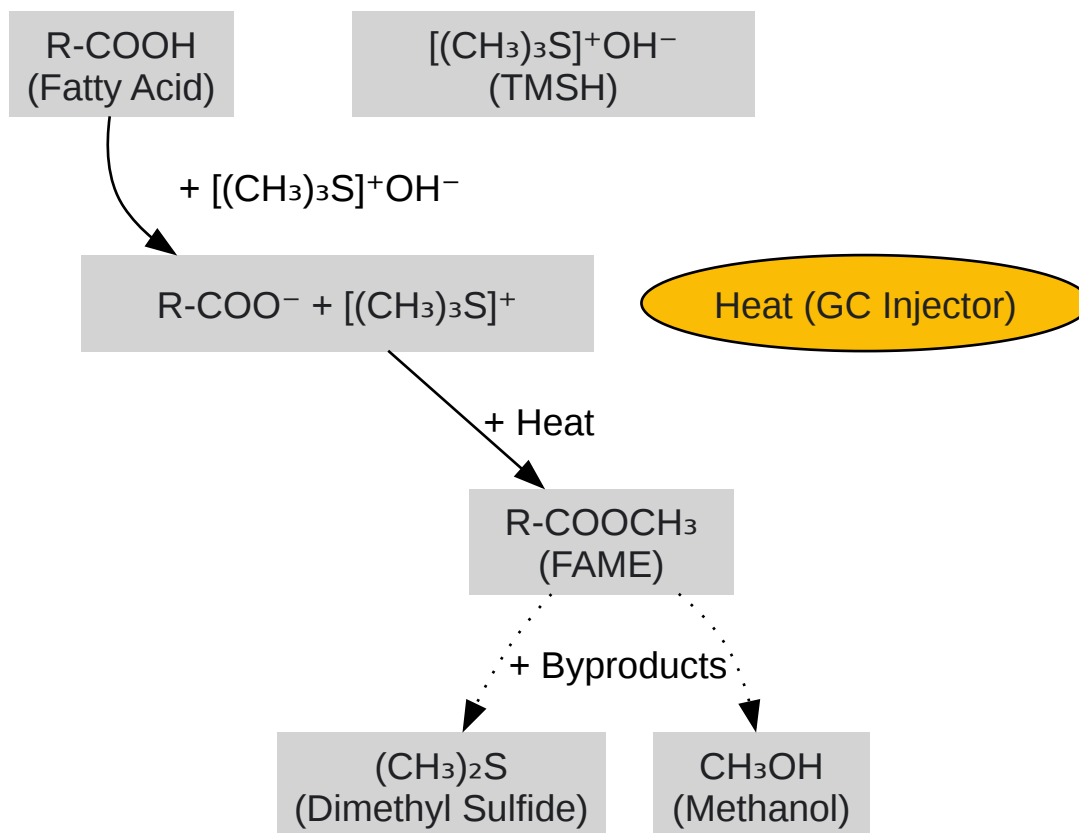 R-COOH
(Fatty Acid)
[(CH₃)₃S]⁺OH⁻
(TMSH)
+ [(CH₃)₃S]⁺OH⁻
R-COO⁻ + [(CH₃)₃S]⁺
Heat (GC Injector)
+ Heat
R-COOCH₃
(FAME)
+ Byproducts
(CH₃)₂S
(Dimethyl Sulfide)
CH₃OH
(Methanol)